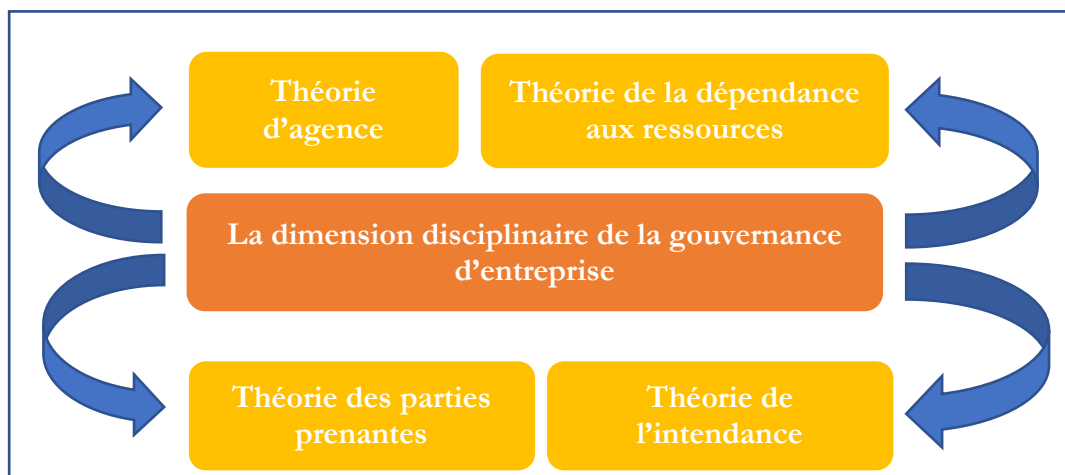 Théorie
d’agence
Théorie de la dépendance
aux ressources
La dimension disciplinaire de la gouvernance
d’entreprise
Théorie des parties
prenantes
Théorie de
l’intendance